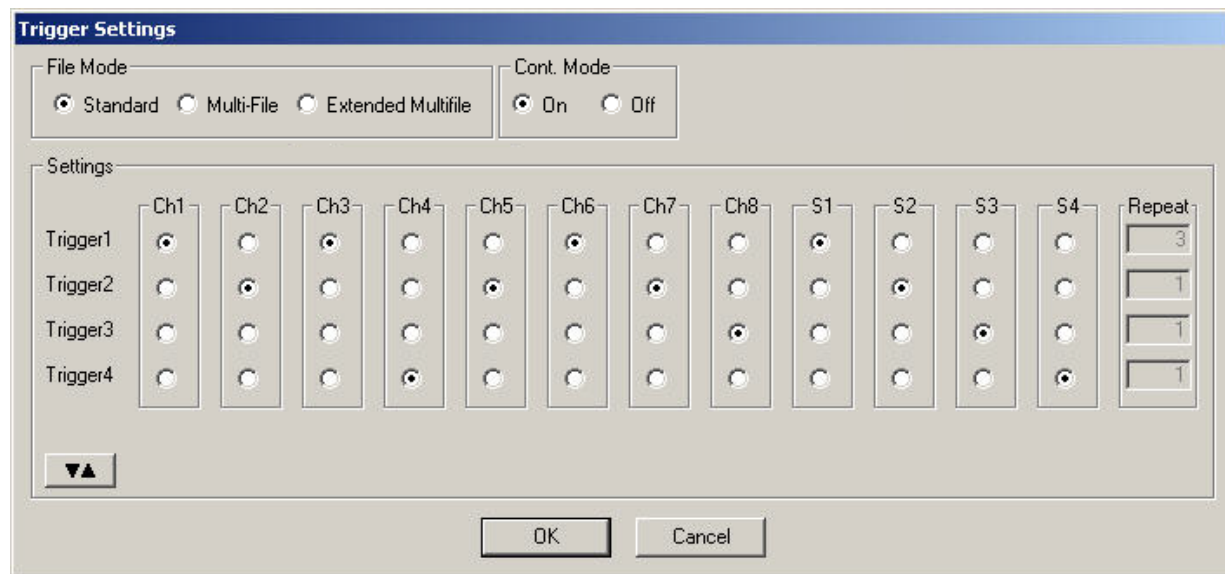 Trigger Settings
File Mode Cont. Mode
Standard Multi-File Extended Multifile On Off
Settings
Ch1 Ch2 Ch3 Ch4 Ch5 Ch6 Ch7 Ch8 S1 S2 S3 S4 Repeat
Trigger1 3
Trigger2 1
Trigger3 1
Trigger4 1
▼▲
OK Cancel